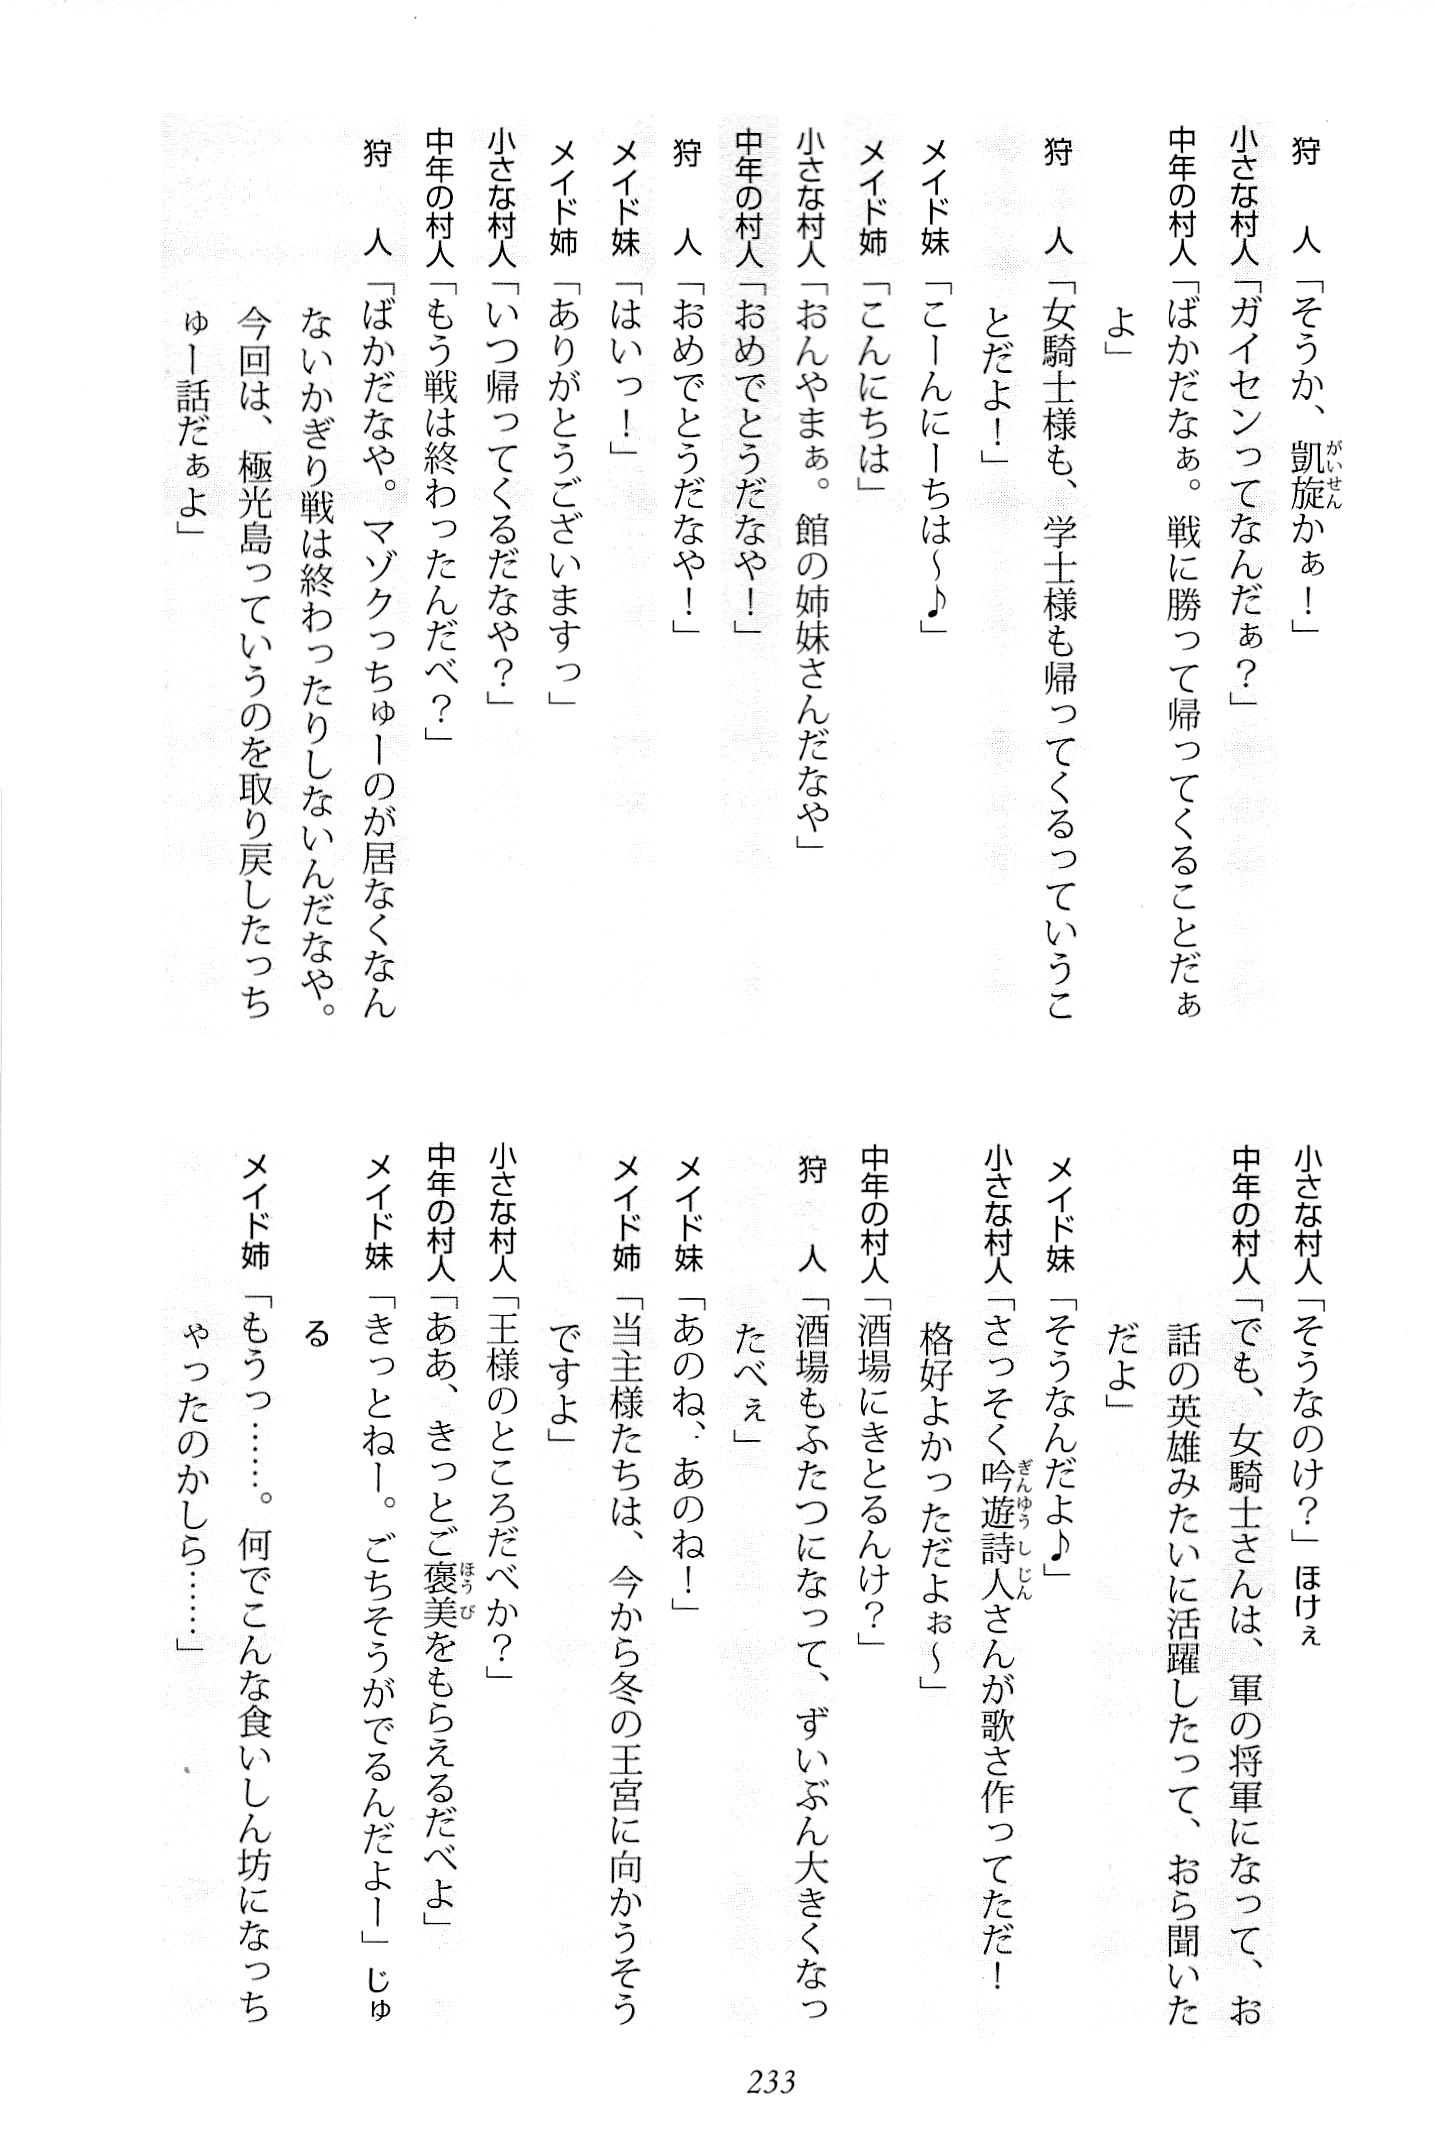 狩　　人「そうか、凱旋かぁ！」
小さな村人「ガイセンってなんだぁ？」
中年の村人「ばかだなぁ。戦に勝って帰ってくることだぁ
よ」
狩　　人「女騎士様も、学士様も帰ってくるっていうこ
とだよ！」
メイド妹「こーんにーちは～♪」
メイド姉「こんにちは」
小さな村人「おんやまぁ。館の姉妹さんだなや」
中年の村人「おめでとうだなや！」
狩　　人「おめでとうだなや！」
メイド妹「はいっ！」
メイド姉「ありがとうございますっ」
小さな村人「いつ帰ってくるだなや？」
中年の村人「もう戦は終わったんだべ？」
狩　　人「ばかだなや。マゾクっちゅーのが居なくなん
ないかぎり戦は終わったりしないんだなや。
今回は、極光島っていうのを取り戻したっち
ゅー話だぁよ」
小さな村人「そうなのけ？」ほけぇ
中年の村人「でも、女騎士さんは、軍の将軍になって、お
話の英雄みたいに活躍したって、おら聞いた
だよ」
メイド妹「そうなんだよ♪」
小さな村人「さっそく吟遊詩人さんが歌さ作ってただ！
格好よかっただよぉ～」
中年の村人「酒場にきとるんけ？」
狩　　人「酒場もふたつになって、ずいぶん大きくなっ
たべぇ」
メイド妹「あのね、あのね！」
メイド姉「当主様たちは、今から冬の王宮に向かうそう
ですよ」
小さな村人「王様のところだべか？」
中年の村人「ああ、きっとご褒美をもらえるだべよ」
メイド妹「きっとねー。ごちそうがでるんだよー」じゅ
る
メイド姉「もうっ……。何でこんな食いしん坊になっち
ゃったのかしら……」
233